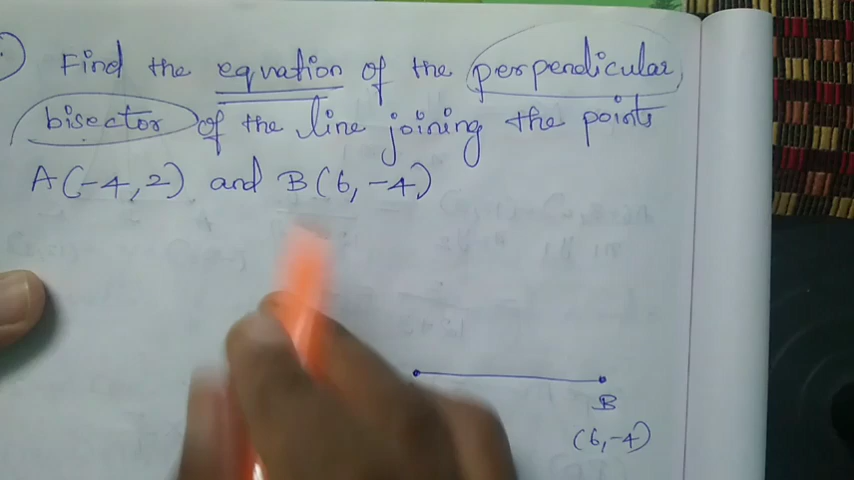 Find the equation of the perpendicular
bisector of the line joining the points
A(-4,2) and B(6,-4)
B
(6,-4)